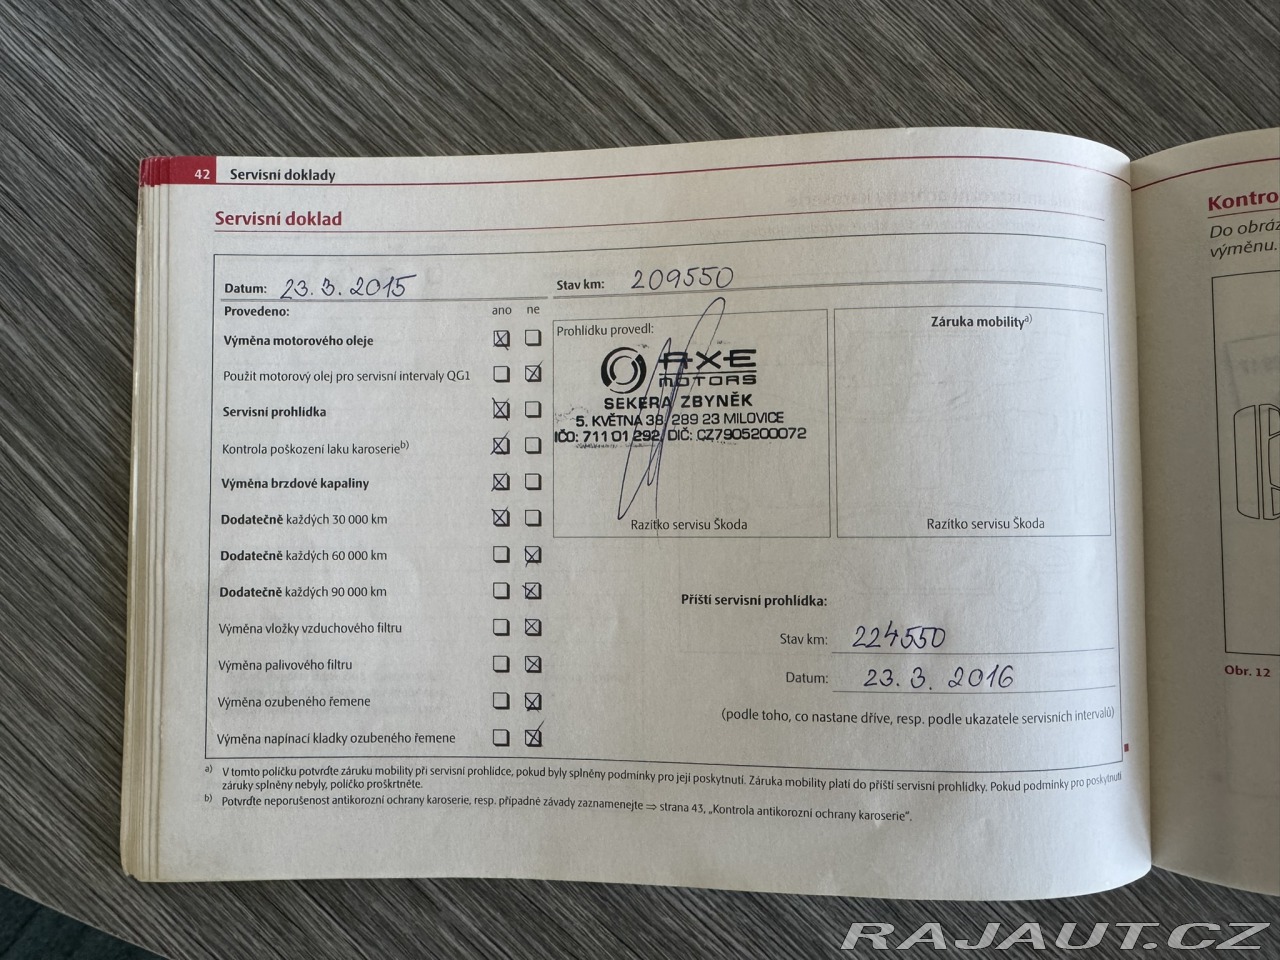 42 Servisní doklady
Servisní doklad
Datum: 23.3.2015
Stav km: 209550
Provedeno: ano ne
Výměna motorového oleje
Použit motorový olej pro servisní intervaly QG1
Servisní prohlídka
Kontrola poškození laku karoserieb)
Výměna brzdové kapaliny
Dodatečně každých 30 000 km
Dodatečně každých 60 000 km
Dodatečně každých 90 000 km
Výměna vložky vzduchového filtru
Výměna palivového filtru
Výměna ozubeného řemene
Výměna napínací kladky ozubeného řemene
Prohlídku provedl:
AXE
MOTORS
SEKERA ZBYNĚK
5. KVĚTNA 38, 289 23 MILOVICE
IČO: 711 01 292, DIČ: CZ7905200072
Razítko servisu Škoda
Záruka mobilitya)
Razítko servisu Škoda
Příští servisní prohlídka:
Stav km: 224550
Datum: 23.3.2016
(podle toho, co nastane dříve, resp. podle ukazatele servisních intervalů)
a) V tomto políčku potvrďte záruku mobility při servisní prohlídce, pokud byly splněny podmínky pro její poskytnutí. Záruka mobility platí do příští servisní prohlídky. Pokud podmínky pro poskytnutí
záruky splněny nebyly, políčko proškrtněte.
b) Potvrďte neporušenost antikorozní ochrany karoserie, resp. případné závady zaznamenejte ⇒ strana 43, „Kontrola antikorozní ochrany karoserie“.
Kontro
Do obráz
výměnu.
Obr. 12
RAJAUT.CZ